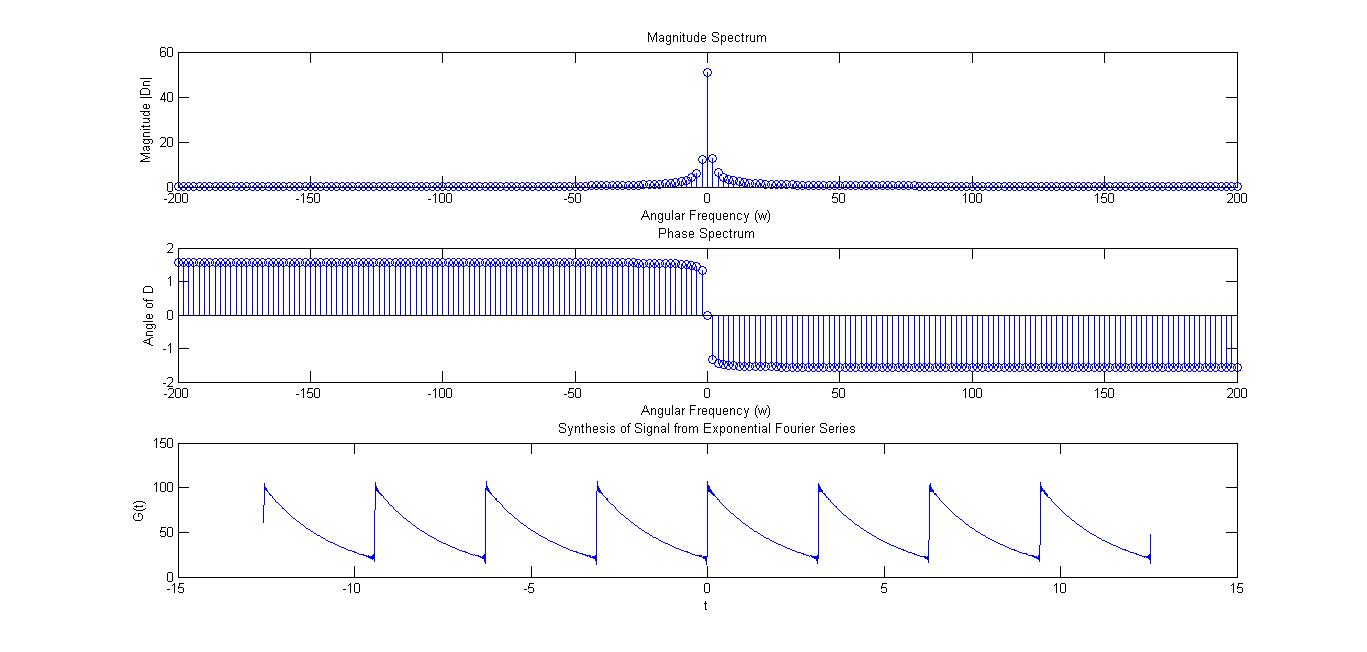 Magnitude Spectrum
60
40
20
0
Magnitude |Dn|
-200 -150 -100 -50 0 50 100 150 200
Angular Frequency (w)
Phase Spectrum
2
1
0
-1
-2
Angle of D
-200 -150 -100 -50 0 50 100 150 200
Angular Frequency (w)
Synthesis of Signal from Exponential Fourier Series
150
100
50
0
G(t)
-15 -10 -5 0 5 10 15
t